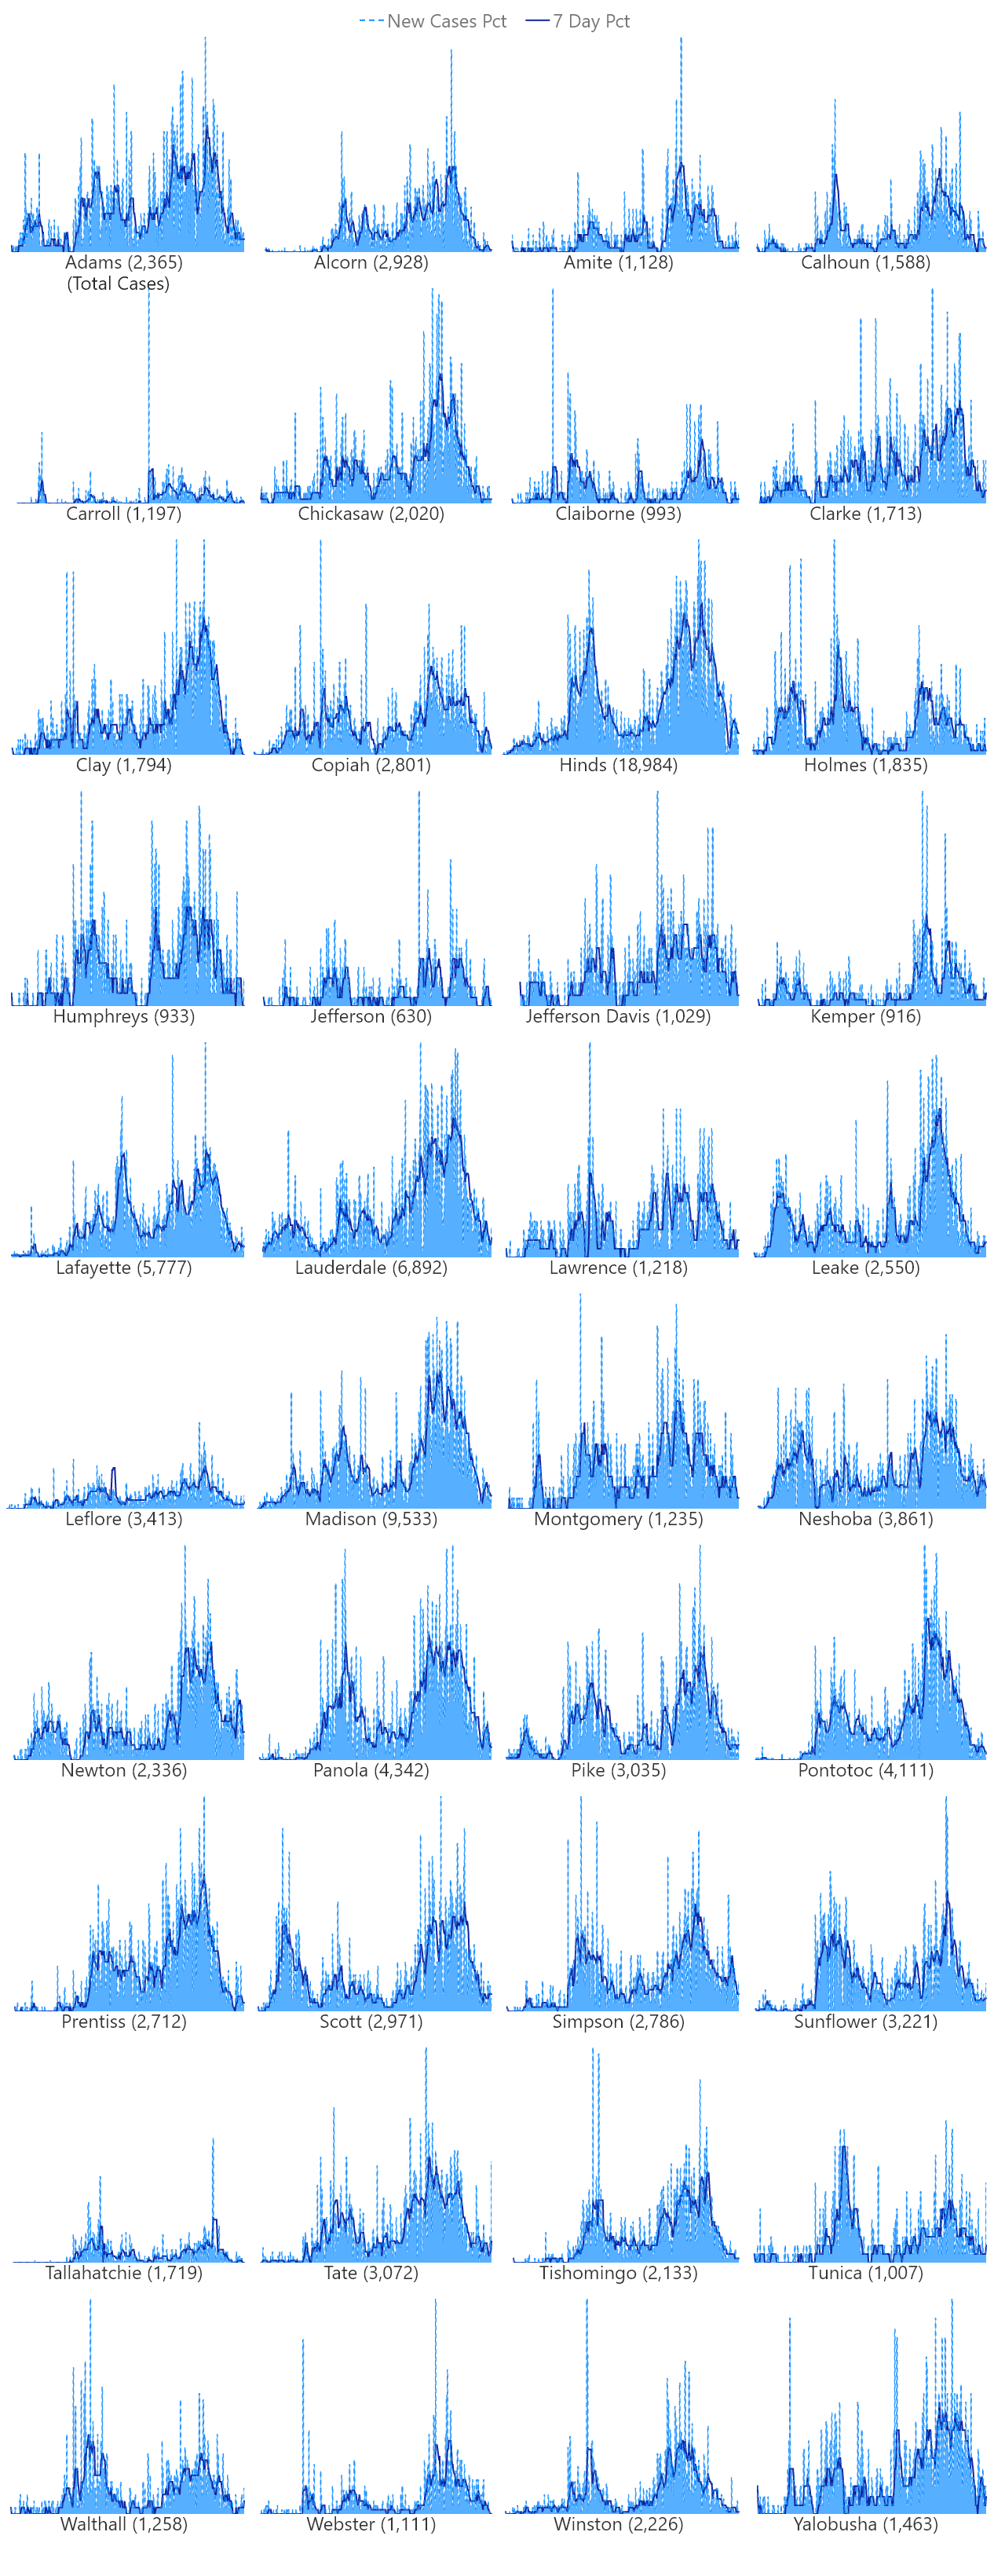 New Cases Pct 7 Day Pct
Adams (2,365) Alcorn (2,928) Amite (1,128) Calhoun (1,588)
(Total Cases)
Carroll (1,197) Chickasaw (2,020) Claiborne (993) Clarke (1,713)
Clay (1,794) Copiah (2,801) Hinds (18,984) Holmes (1,835)
Humphreys (933) Jefferson (630) Jefferson Davis (1,029) Kemper (916)
Lafayette (5,777) Lauderdale (6,892) Lawrence (1,218) Leake (2,550)
Leflore (3,413) Madison (9,533) Montgomery (1,235) Neshoba (3,861)
Newton (2,336) Panola (4,342) Pike (3,035) Pontotoc (4,111)
Prentiss (2,712) Scott (2,971) Simpson (2,786) Sunflower (3,221)
Tallahatchie (1,719) Tate (3,072) Tishomingo (2,133) Tunica (1,007)
Walthall (1,258) Webster (1,111) Winston (2,226) Yalobusha (1,463)